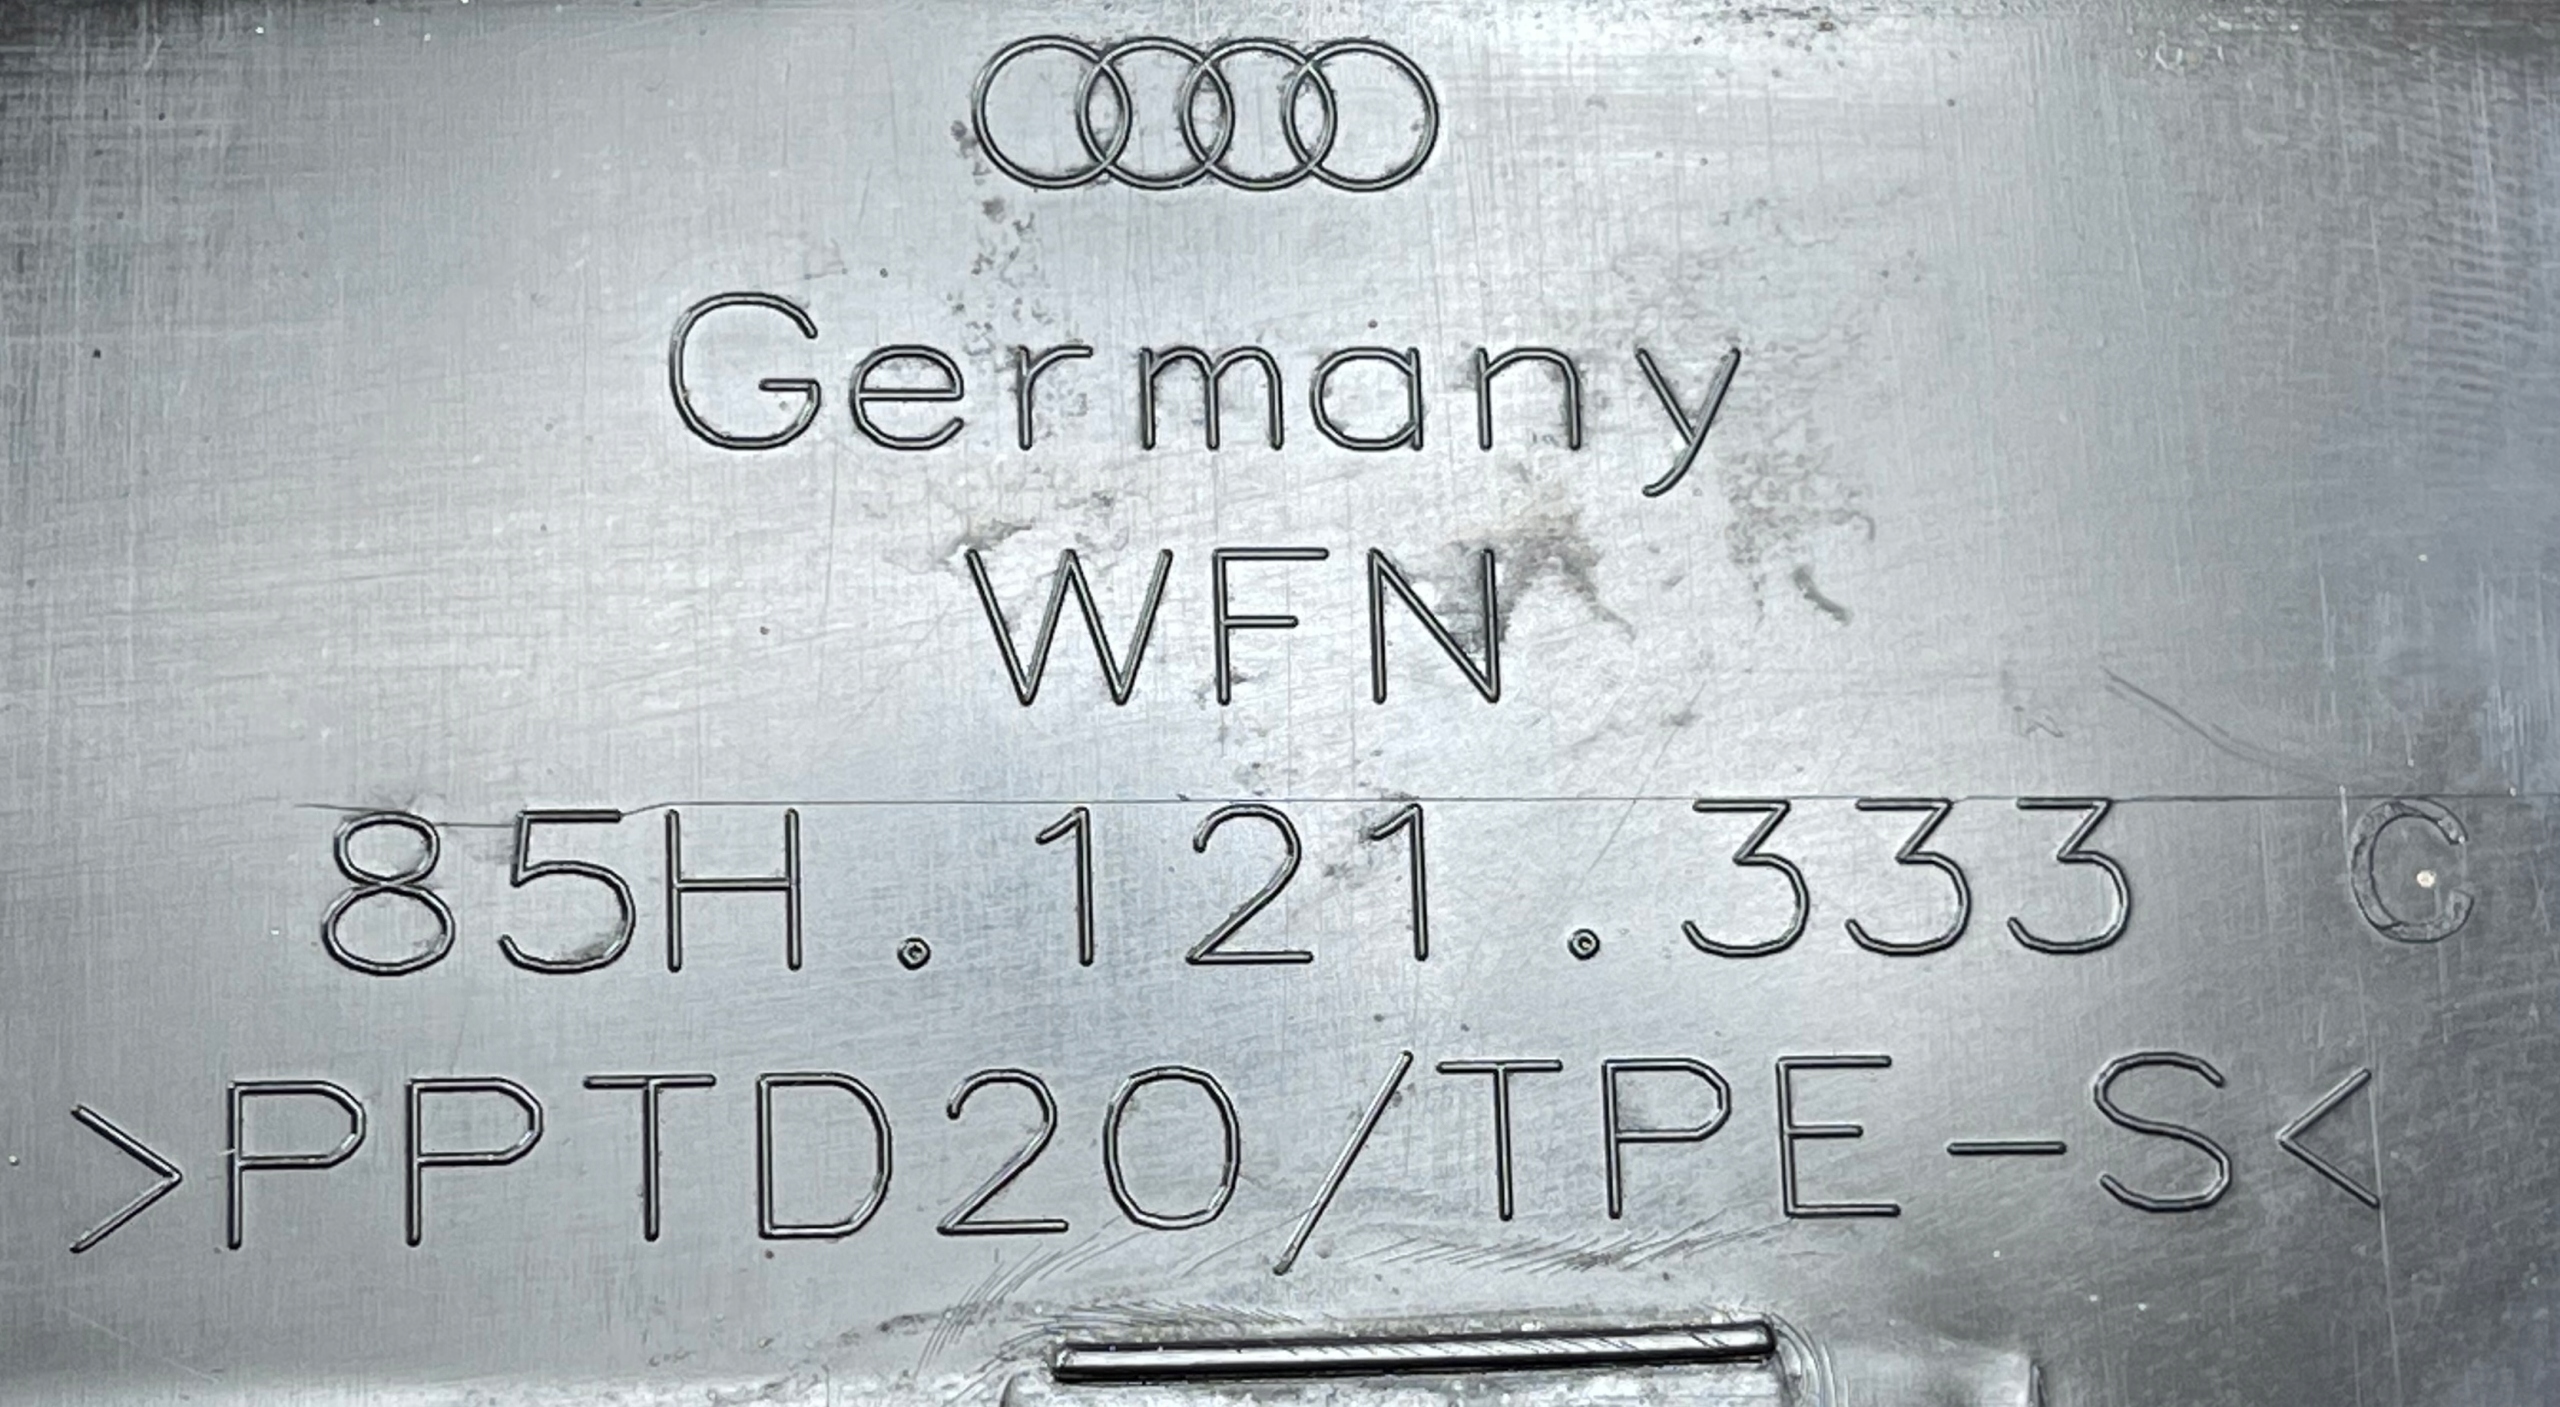 Germany
WFN
85H.121.333 C
>PPTD20/TPE-S<